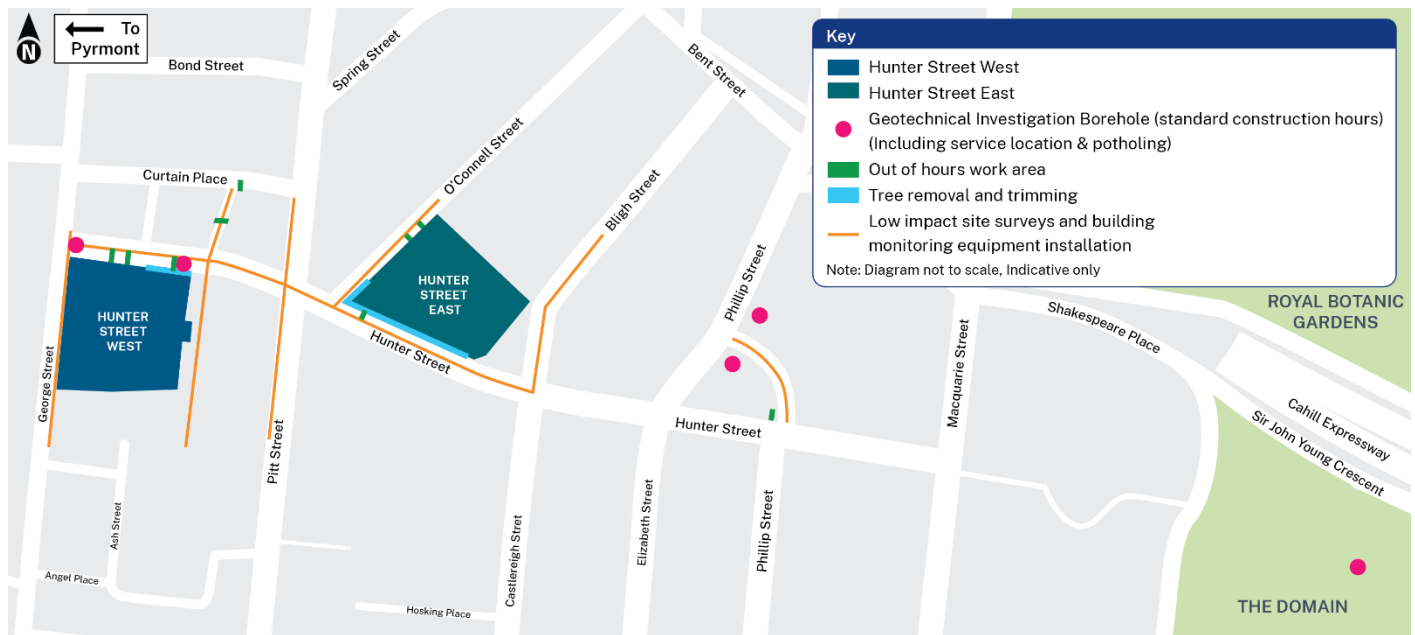 N
To
Pyrmont
Key
Hunter Street West
Hunter Street East
Geotechnical Investigation Borehole (standard construction hours)
(Including service location & potholing)
Out of hours work area
Tree removal and trimming
Low impact site surveys and building
monitoring equipment installation
Note: Diagram not to scale, Indicative only
Bond Street
Spring Street
Bent Street
O'Connell Street
Curtain Place
Bligh Street
Phillip Street
HUNTER
STREET
WEST
HUNTER
STREET
EAST
George Street
Hunter Street
Pitt Street
Hunter Street
Macquarie Street
Shakespeare Place
ROYAL BOTANIC
GARDENS
Cahill Expressway
Sir John Young Crescent
Ash Street
Angel Place
Hosking Place
Castlereigh Stret
Elizabeth Street
Phillip Street
THE DOMAIN